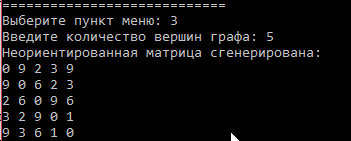 ============================
Выберите пункт меню: 3
Введите количество вершин графа: 5
Неориентированная матрица сгенерирована:
0 9 2 3 9
9 0 6 2 3
2 6 0 9 6
3 2 9 0 1
9 3 6 1 0